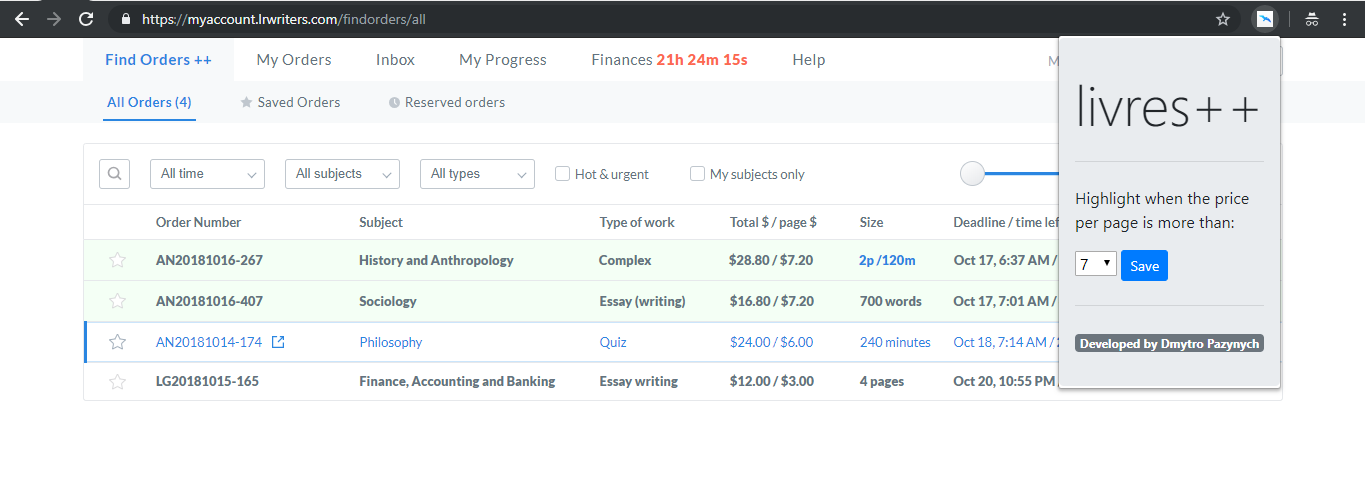 https://myaccount.lrwriters.com/findorders/all
Find Orders ++ My Orders Inbox My Progress Finances 21h 24m 15s Help M
All Orders (4) Saved Orders Reserved orders
All time All subjects All types Hot & urgent My subjects only
Order Number Subject Type of work Total $ / page $ Size Deadline / time lef
AN20181016-267 History and Anthropology Complex $28.80 / $7.20 2p /120m Oct 17, 6:37 AM /
AN20181016-407 Sociology Essay (writing) $16.80 / $7.20 700 words Oct 17, 7:01 AM /
AN20181014-174 Philosophy Quiz $24.00 / $6.00 240 minutes Oct 18, 7:14 AM / 2
LG20181015-165 Finance, Accounting and Banking Essay writing $12.00 / $3.00 4 pages Oct 20, 10:55 PM
livres++
Highlight when the price
per page is more than:
7 Save
Developed by Dmytro Pazynych